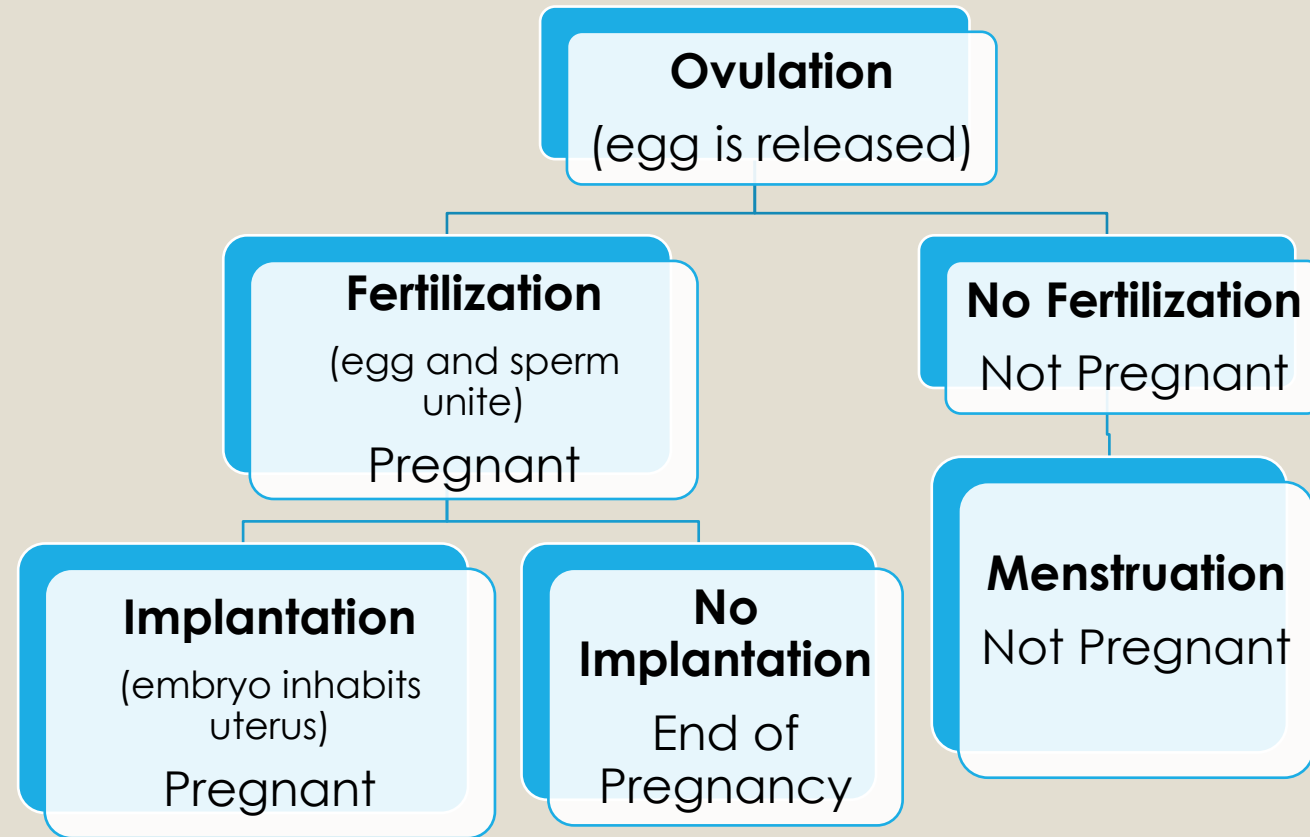 Ovulation
(egg is released)
Fertilization
(egg and sperm
unite)
Pregnant
No Fertilization
Not Pregnant
Implantation
(embryo inhabits
uterus)
Pregnant
No
Implantation
End of
Pregnancy
Menstruation
Not Pregnant